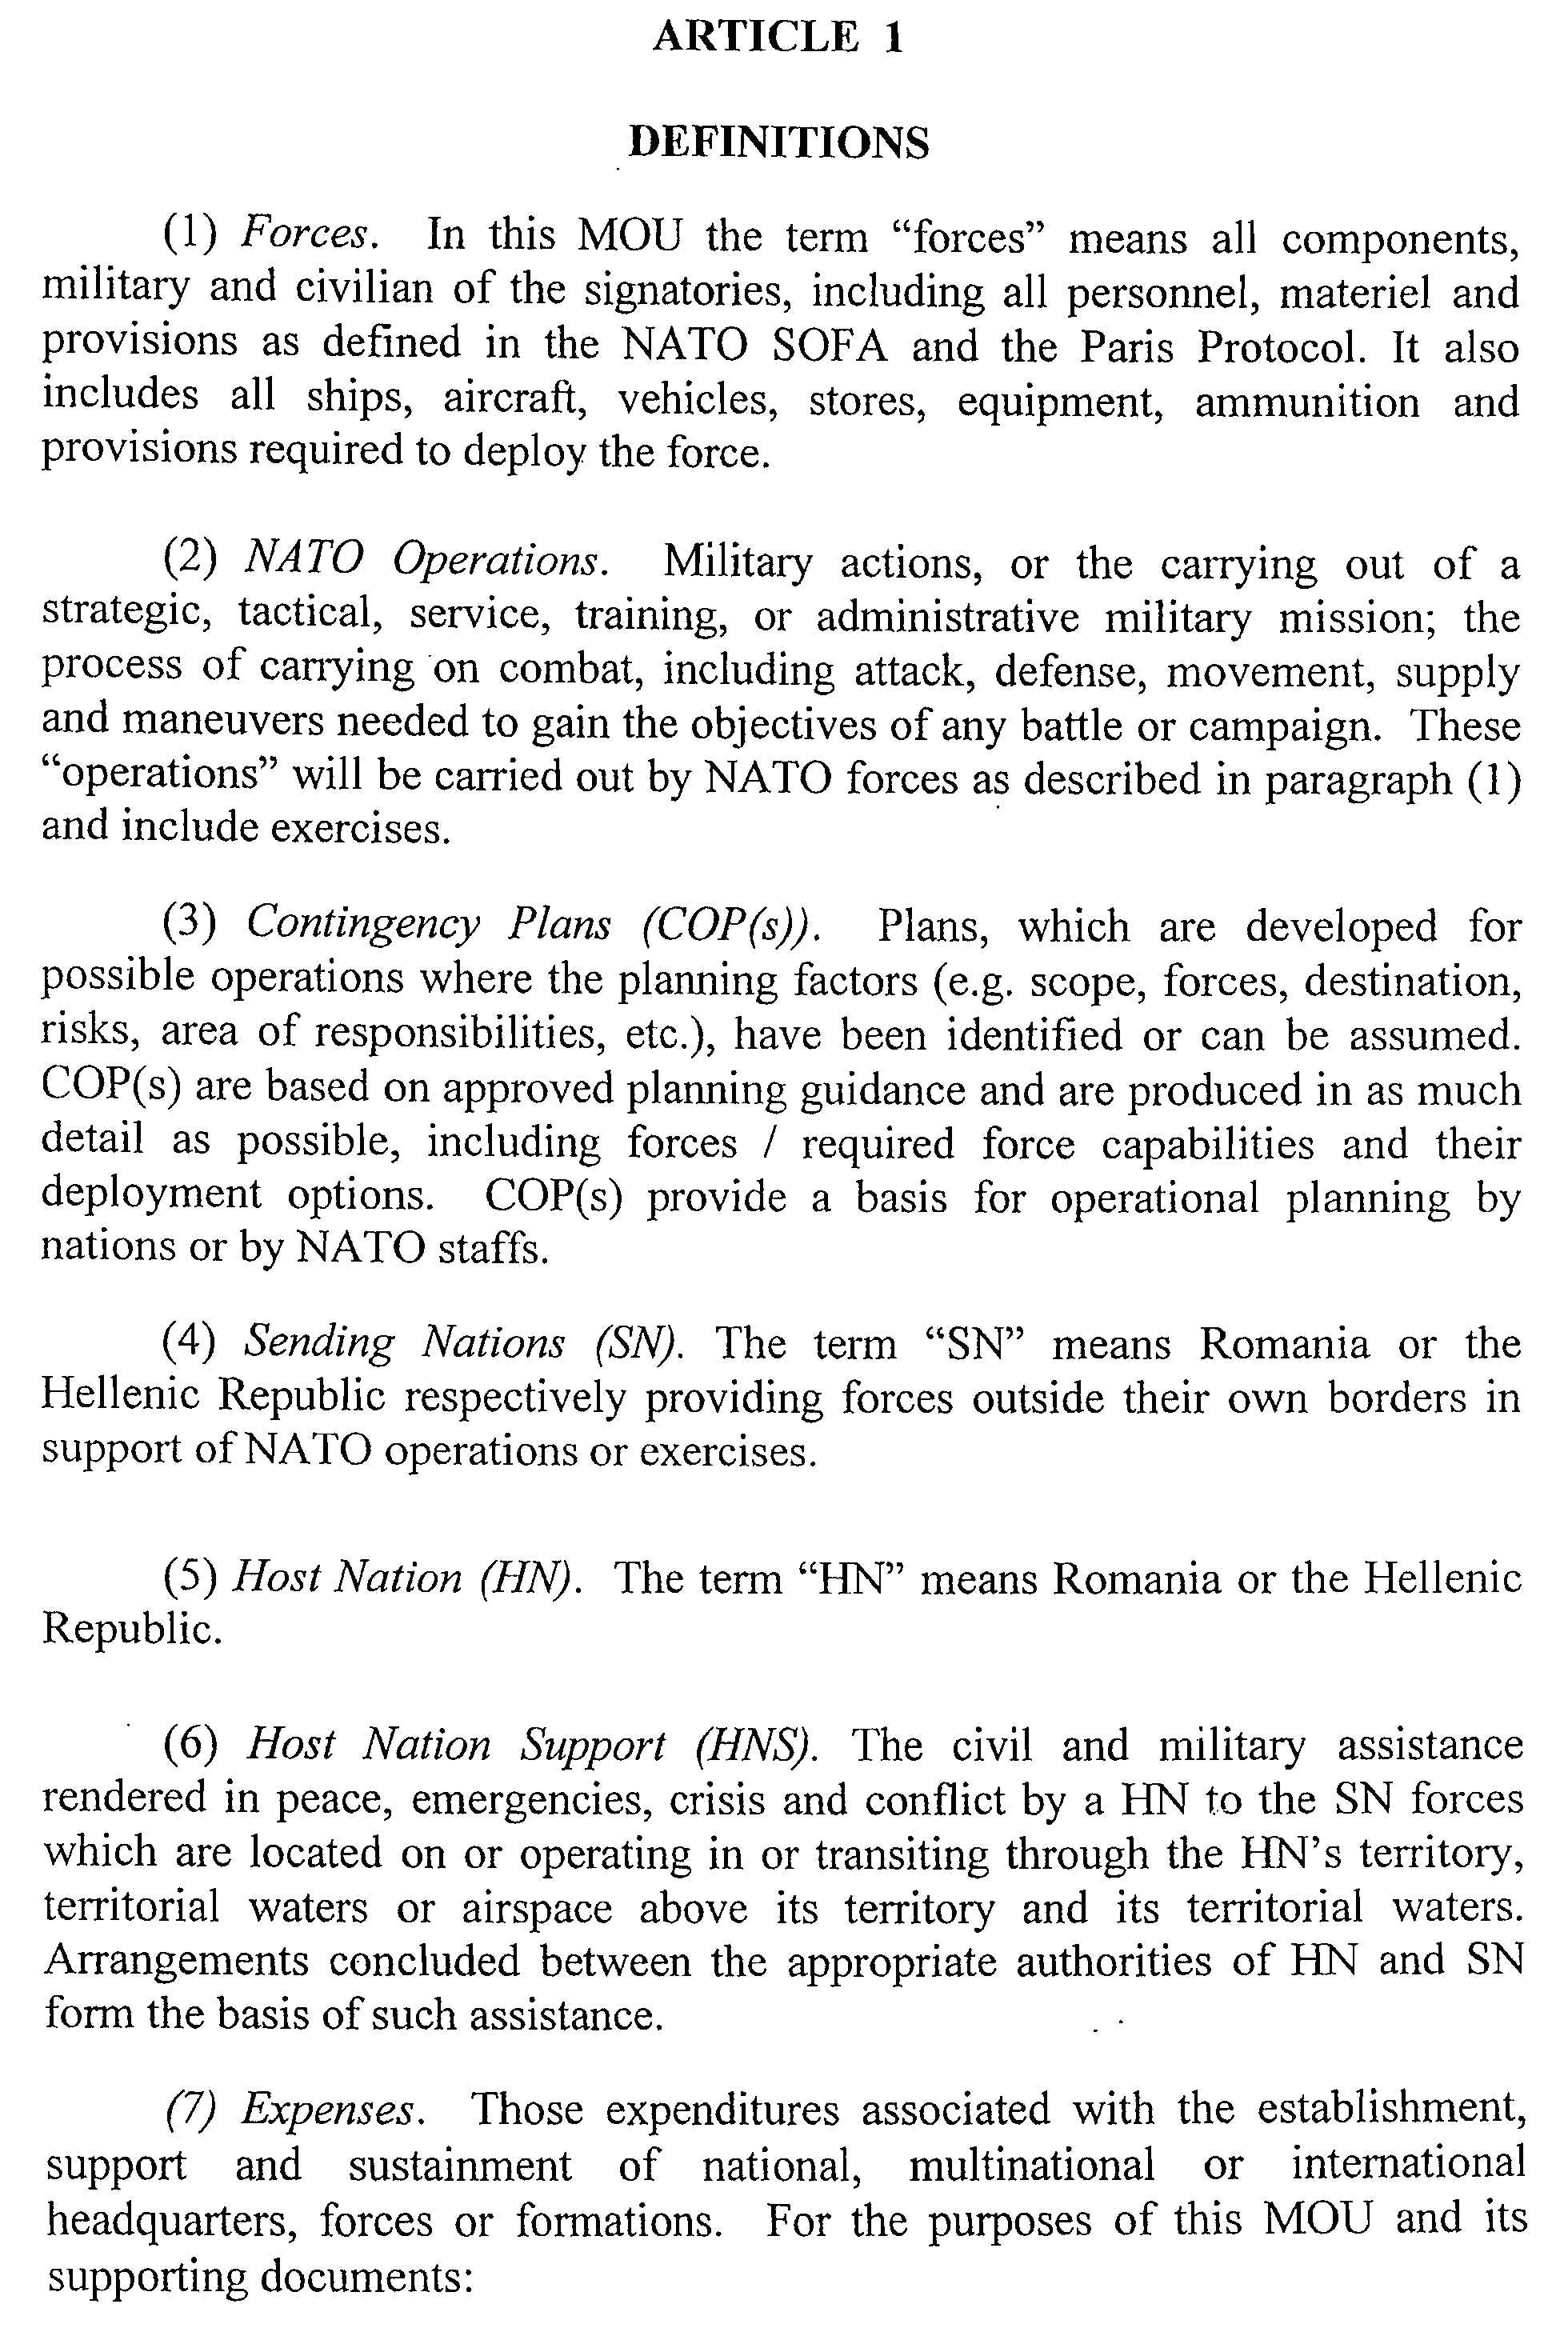 ARTICLE 1
DEFINITIONS
(1) Forces. In this MOU the term “forces” means all components,
military and civilian of the signatories, including all personnel, materiel and
provisions as defined in the NATO SOFA and the Paris Protocol. It also
includes all ships, aircraft, vehicles, stores, equipment, ammunition and
provisions required to deploy the force.
(2) NATO Operations. Military actions, or the carrying out of a
strategic, tactical, service, training, or administrative military mission; the
process of carrying on combat, including attack, defense, movement, supply
and maneuvers needed to gain the objectives of any battle or campaign. These
“operations” will be carried out by NATO forces as described in paragraph (1)
and include exercises.
(3) Contingency Plans (COP(s)). Plans, which are developed for
possible operations where the planning factors (e.g. scope, forces, destination,
risks, area of responsibilities, etc.), have been identified or can be assumed.
COP(s) are based on approved planning guidance and are produced in as much
detail as possible, including forces / required force capabilities and their
deployment options. COP(s) provide a basis for operational planning by
nations or by NATO staffs.
(4) Sending Nations (SN). The term “SN” means Romania or the
Hellenic Republic respectively providing forces outside their own borders in
support of NATO operations or exercises.
(5) Host Nation (HN). The term “HN” means Romania or the Hellenic
Republic.
(6) Host Nation Support (HNS). The civil and military assistance
rendered in peace, emergencies, crisis and conflict by a HN to the SN forces
which are located on or operating in or transiting through the HN’s territory,
territorial waters or airspace above its territory and its territorial waters.
Arrangements concluded between the appropriate authorities of HN and SN
form the basis of such assistance.
(7) Expenses. Those expenditures associated with the establishment,
support and sustainment of national, multinational or international
headquarters, forces or formations. For the purposes of this MOU and its
supporting documents: